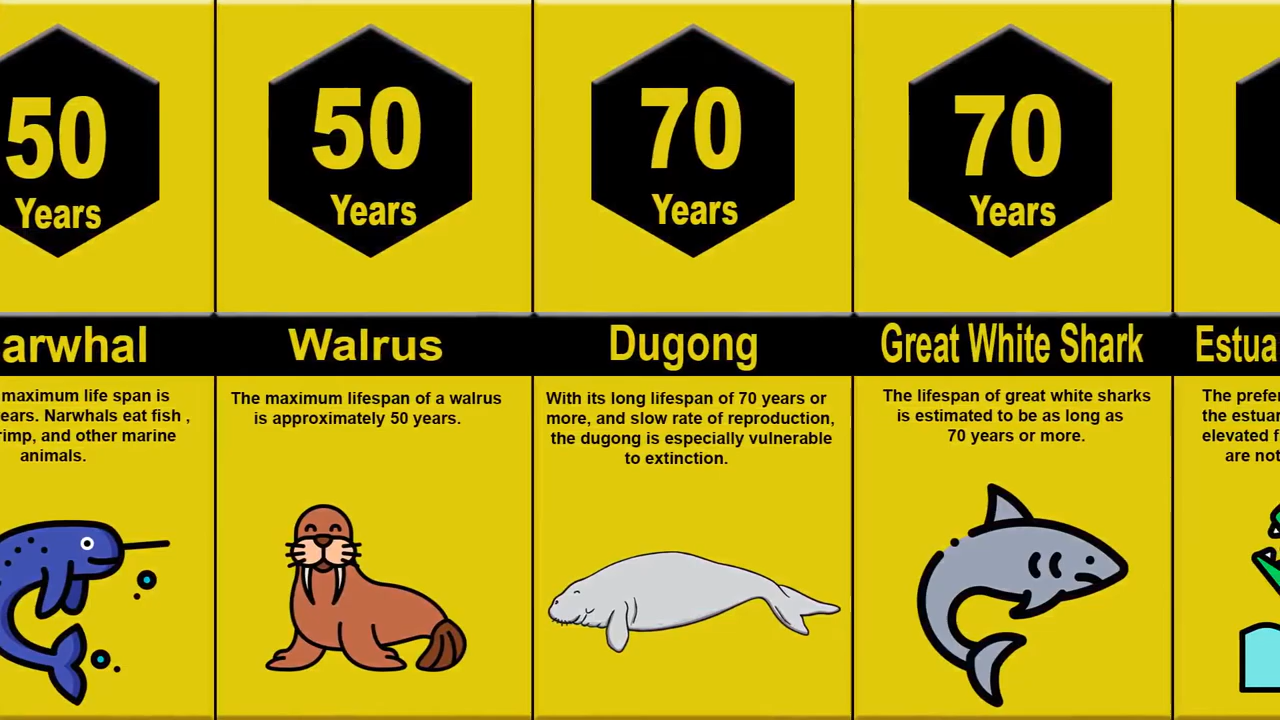 50
Years
50
Years
70
Years
70
Years
arwhal
Walrus
Dugong
Great White Shark
Estua
maximum life span is
ears. Narwhals eat fish ,
rimp, and other marine
animals.
The maximum lifespan of a walrus
is approximately 50 years.
With its long lifespan of 70 years or
more, and slow rate of reproduction,
the dugong is especially vulnerable
to extinction.
The lifespan of great white sharks
is estimated to be as long as
70 years or more.
The prefer
the estuar
elevated f
are not